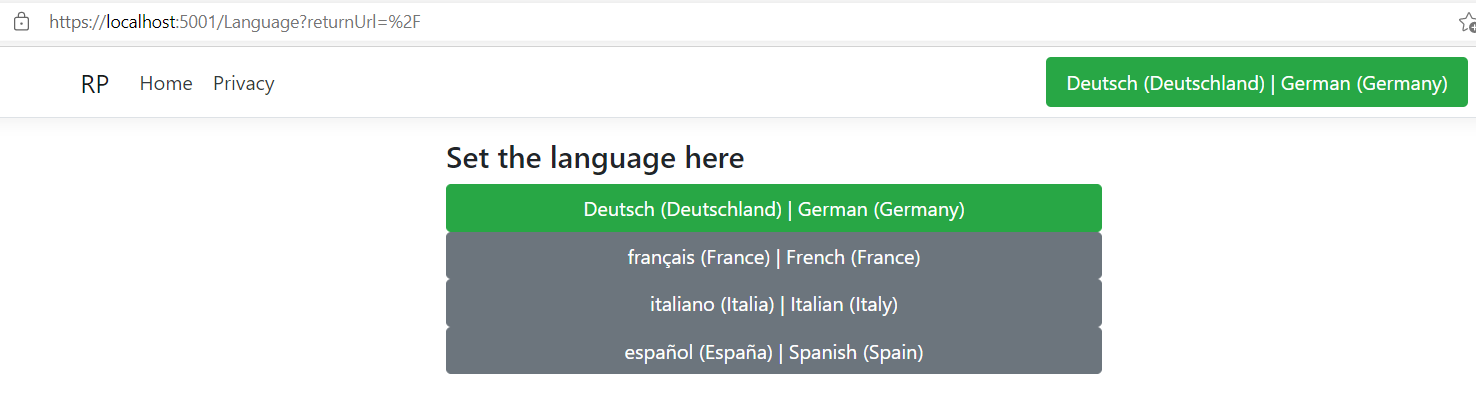 https://localhost:5001/Language?returnUrl=%2F
RP Home Privacy Deutsch (Deutschland) | German (Germany)
Set the language here
Deutsch (Deutschland) | German (Germany)
français (France) | French (France)
italiano (Italia) | Italian (Italy)
español (España) | Spanish (Spain)